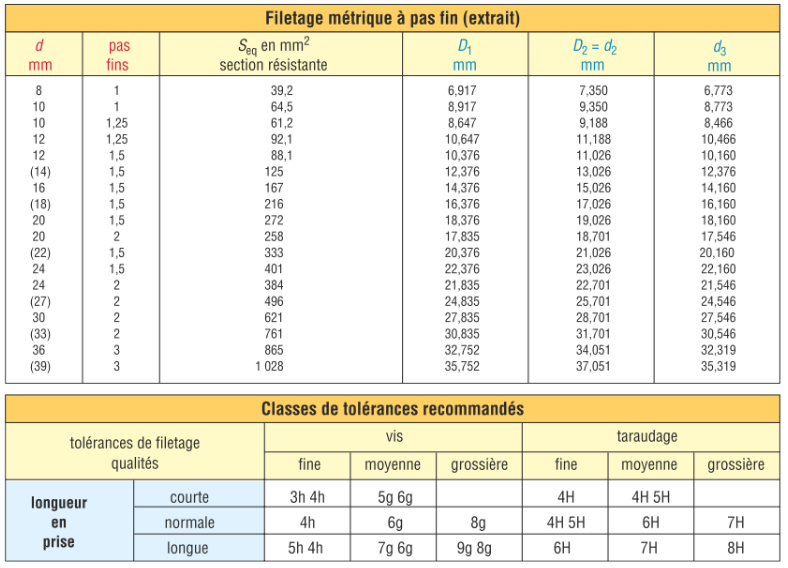 Filetage métrique à pas fin (extrait)
d mm	pas fins	Seq en mm² section résistante	D1 mm	D2 = d2 mm	d3 mm
8	1	39,2	6,917	7,350	6,773
10	1	64,5	8,917	9,350	8,773
10	1,25	61,2	8,647	9,188	8,466
12	1,25	92,1	10,647	11,188	10,466
12	1,5	88,1	10,376	11,026	10,160
(14)	1,5	125	12,376	13,026	12,376
16	1,5	167	14,376	15,026	14,160
(18)	1,5	216	16,376	17,026	16,160
20	1,5	272	18,376	19,026	18,160
20	2	258	17,835	18,701	17,546
(22)	1,5	333	20,376	21,026	20,160
24	1,5	401	22,376	23,026	22,160
24	2	384	21,835	22,701	21,546
(27)	2	496	24,835	25,701	24,546
30	2	621	27,835	28,701	27,546
(33)	2	761	30,835	31,701	30,546
36	3	865	32,752	34,051	32,319
(39)	3	1 028	35,752	37,051	35,319
Classes de tolérances recommandés
tolérances de filetage qualités	vis	taraudage
fine	moyenne	grossière	fine	moyenne	grossière
longueur en prise
courte	3h 4h	5g 6g		4H	4H 5H
normale	4h	6g	8g	4H 5H	6H	7H
longue	5h 4h	7g 6g	9g 8g	6H	7H	8H